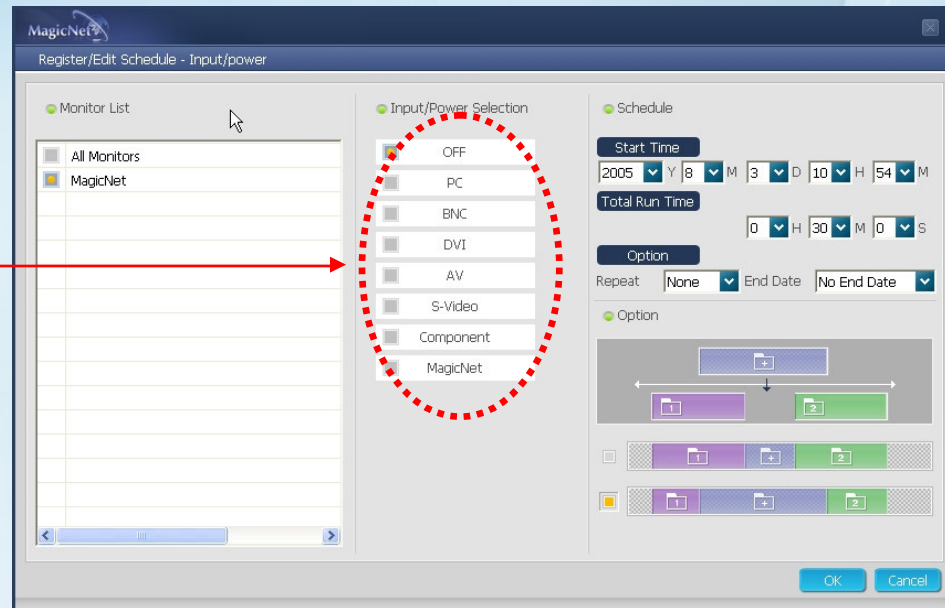 MagicNet
Register/Edit Schedule - Input/power
Monitor List
All Monitors
MagicNet
Input/Power Selection
OFF
PC
BNC
DVI
AV
S-Video
Component
MagicNet
Schedule
Start Time
2005 Y 8 M 3 D 10 H 54 M
Total Run Time
0 H 30 M 0 S
Option
Repeat None End Date No End Date
Option
+
1 2
1 + 2
1 + 2
OK Cancel